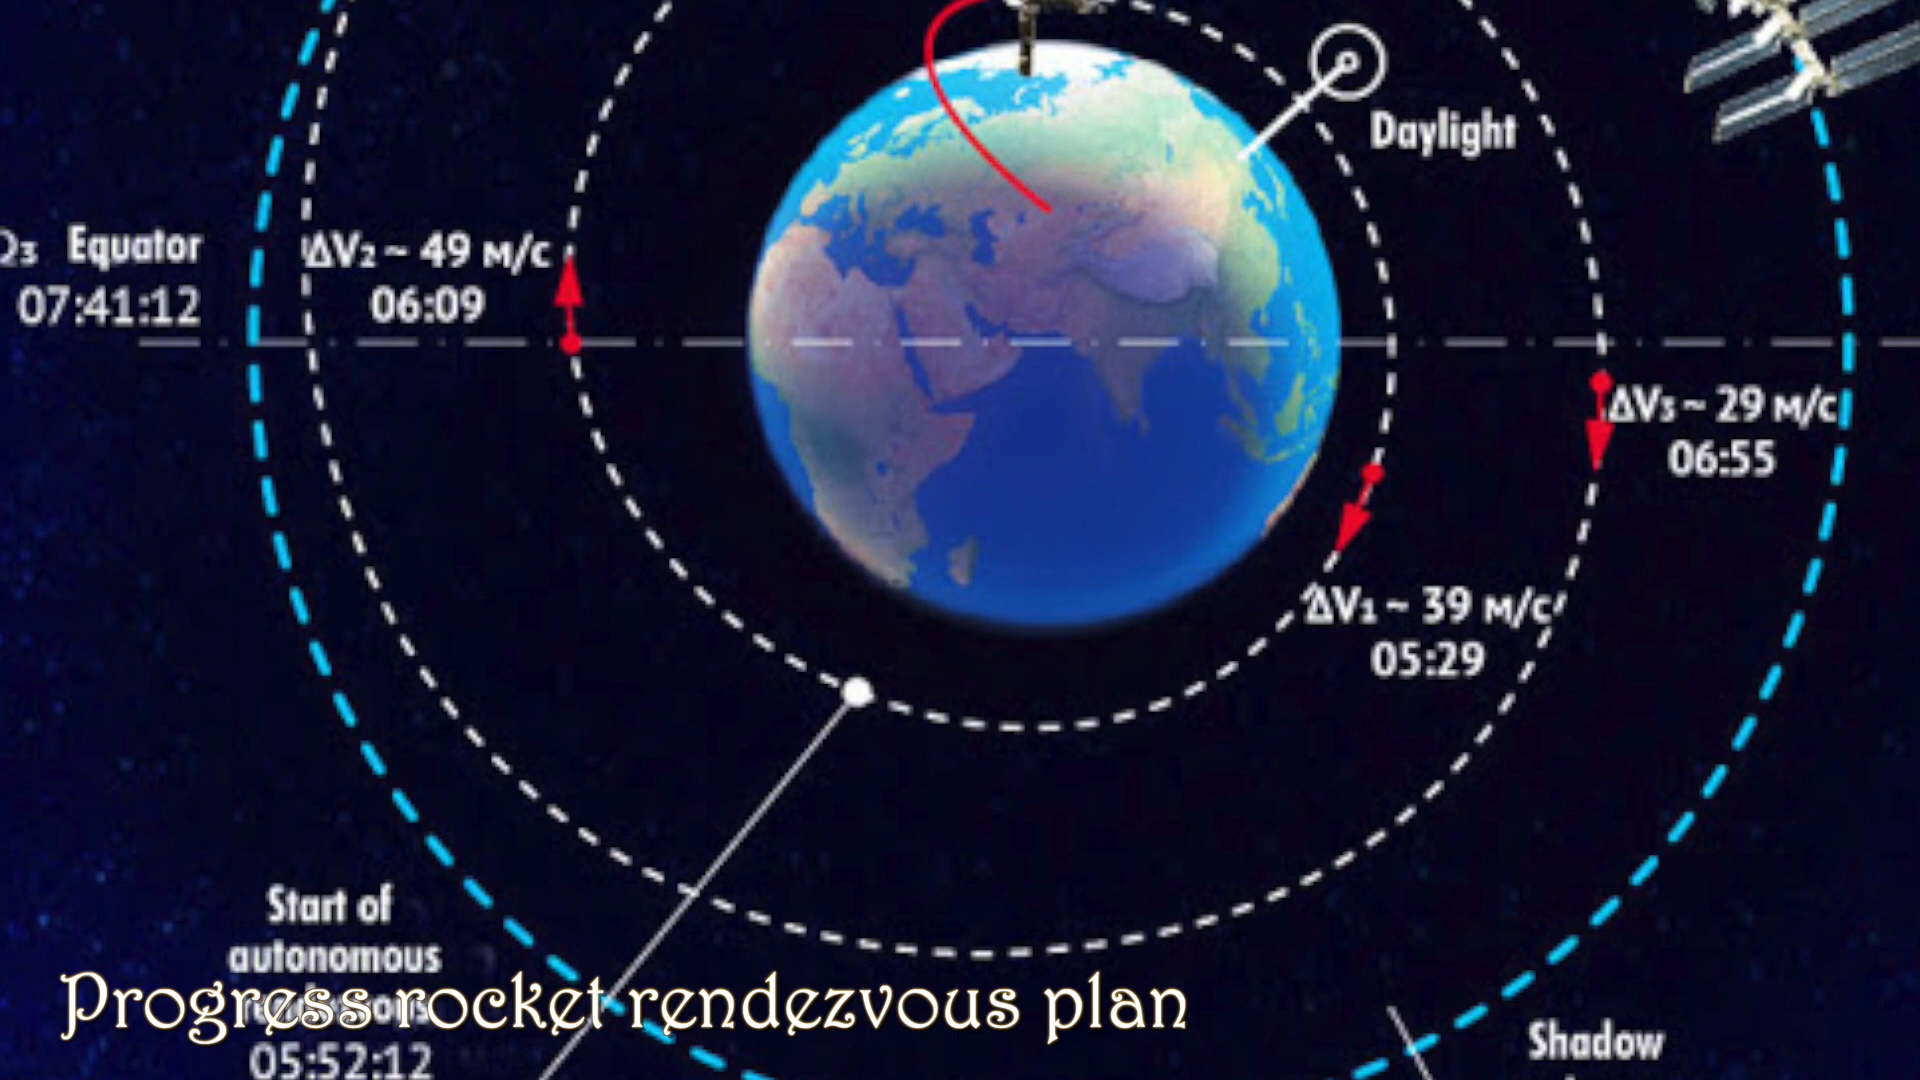 Daylight
Equator
07:41:12
ΔV₂ ~ 49 м/с
06:09
ΔV₃ ~ 29 м/с
06:55
ΔV₁ ~ 39 м/с
05:29
Start of
autonomous
05:52:12
Progress rocket rendezvous plan
Shadow